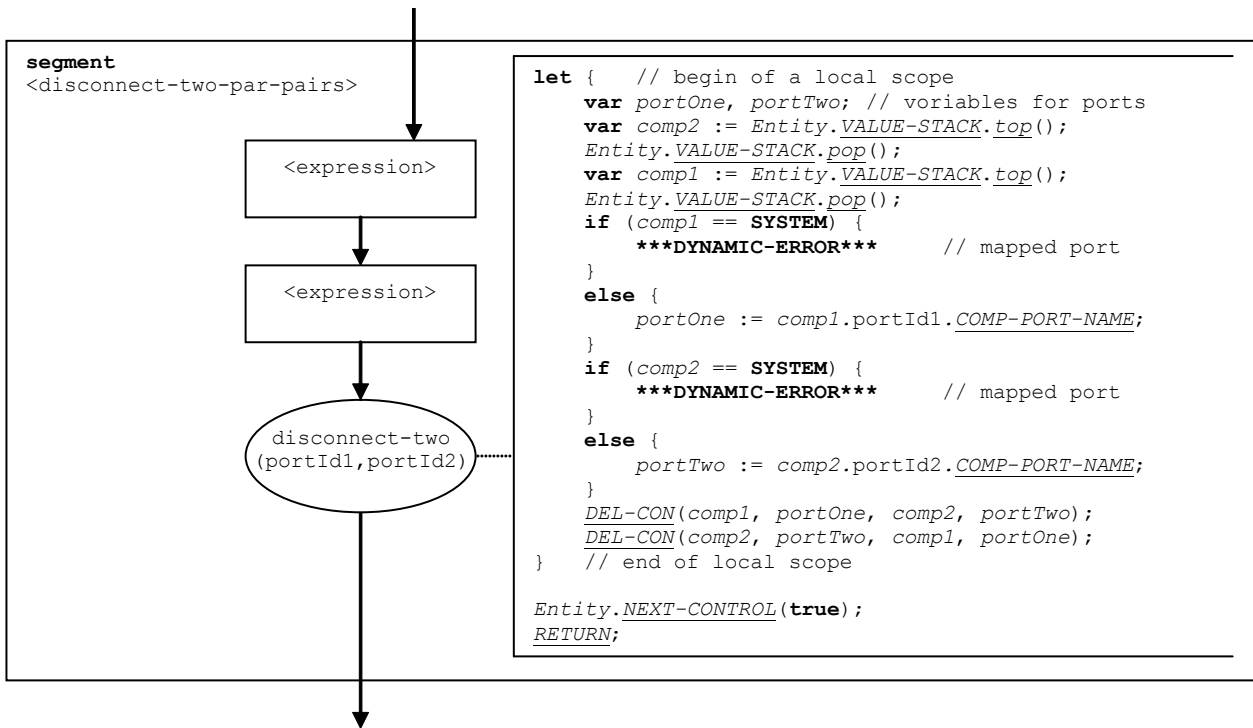 segment
<disconnect-two-par-pairs>
<expression>
<expression>
disconnect-two
(portId1,portId2)
let { // begin of a local scope
var portOne, portTwo; // voriables for ports
var comp2 := Entity.VALUE-STACK.top();
Entity.VALUE-STACK.pop();
var comp1 := Entity.VALUE-STACK.top();
Entity.VALUE-STACK.pop();
if (comp1 == SYSTEM) {
***DYNAMIC-ERROR*** // mapped port
}
else {
portOne := comp1.portId1.COMP-PORT-NAME;
}
if (comp2 == SYSTEM) {
***DYNAMIC-ERROR*** // mapped port
}
else {
portTwo := comp2.portId2.COMP-PORT-NAME;
}
DEL-CON(comp1, portOne, comp2, portTwo);
DEL-CON(comp2, portTwo, comp1, portOne);
} // end of local scope
Entity.NEXT-CONTROL(true);
RETURN;